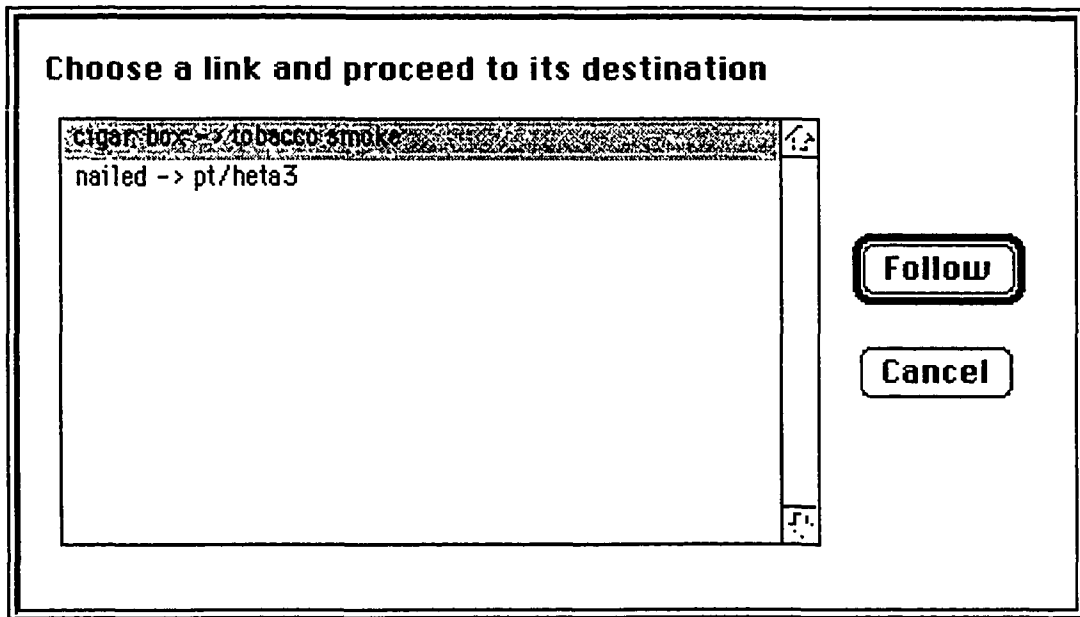 Choose a link and proceed to its destination
cigar box -> tobacco smoke
nailed -> pt/heta3
Follow
Cancel